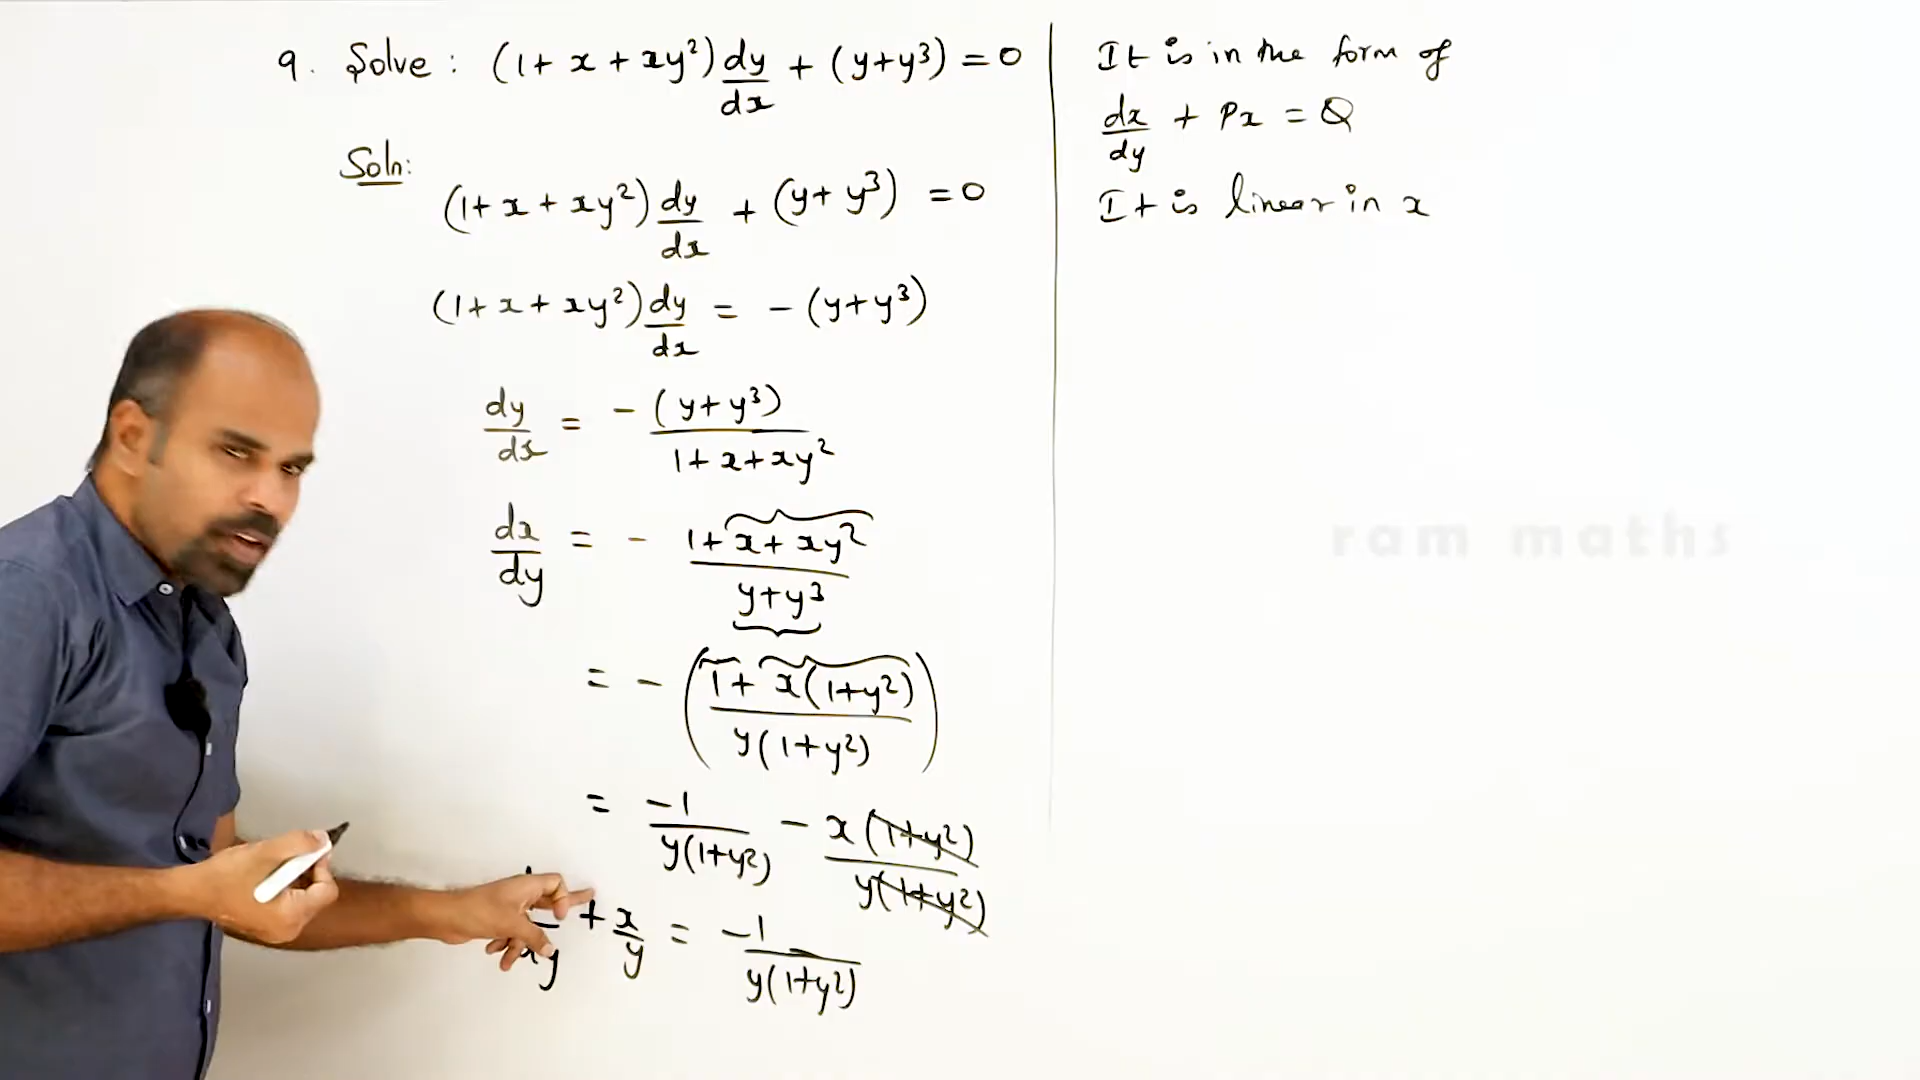 9. Solve: (1 + x + xy²) dy/dx + (y+y³) = 0
Soln:
(1 + x + xy²) dy/dx + (y + y³) = 0
(1 + x + xy²) dy/dx = - (y + y³)
dy/dx = - (y + y³) / 1 + x + xy²
dx/dy = - 1 + x + xy² / y + y³
= - ( 1 + x(1+y²) / y(1+y²) )
= -1 / y(1+y²) - x(1+y²) / y(1+y²)
+ x/y = -1 / y(1+y²)
It is in the form of
dx/dy + Px = Q
It is linear in x
ram maths